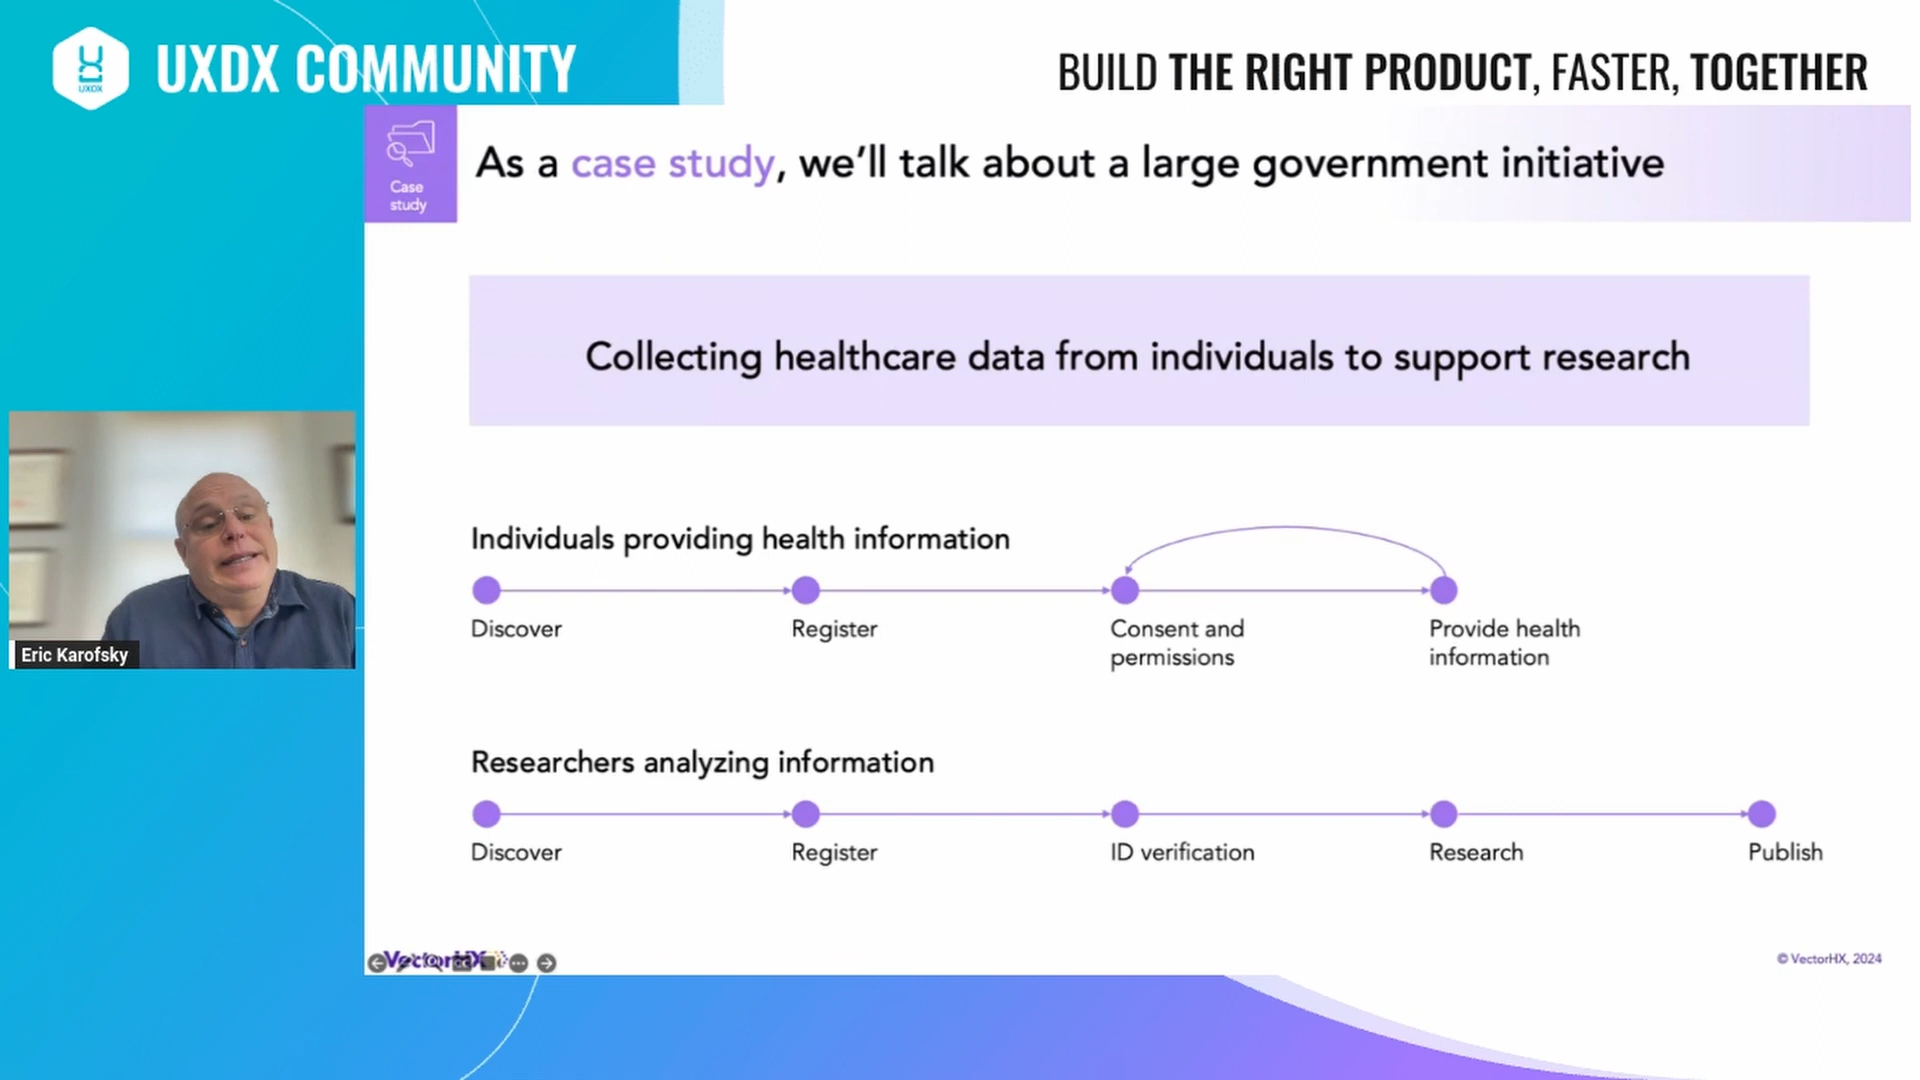 UXDX
UXDX COMMUNITY
BUILD THE RIGHT PRODUCT, FASTER, TOGETHER
Case
study
As a case study, we'll talk about a large government initiative
Collecting healthcare data from individuals to support research
Individuals providing health information
Discover
Register
Consent and
permissions
Provide health
information
Eric Karofsky
Researchers analyzing information
Discover
Register
ID verification
Research
Publish
VectorHX
© VectorHX, 2024